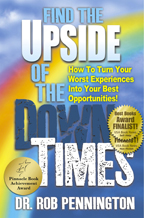 FIND THE
UPSIDE
OF THE
How To Turn Your
Worst Experiences
Into Your Best
Opportunities!
DOWN
TIMES
Best Books
Award
FINALIST!
Pinnacle Book
Achievement
Award
DR. ROB PENNINGTON